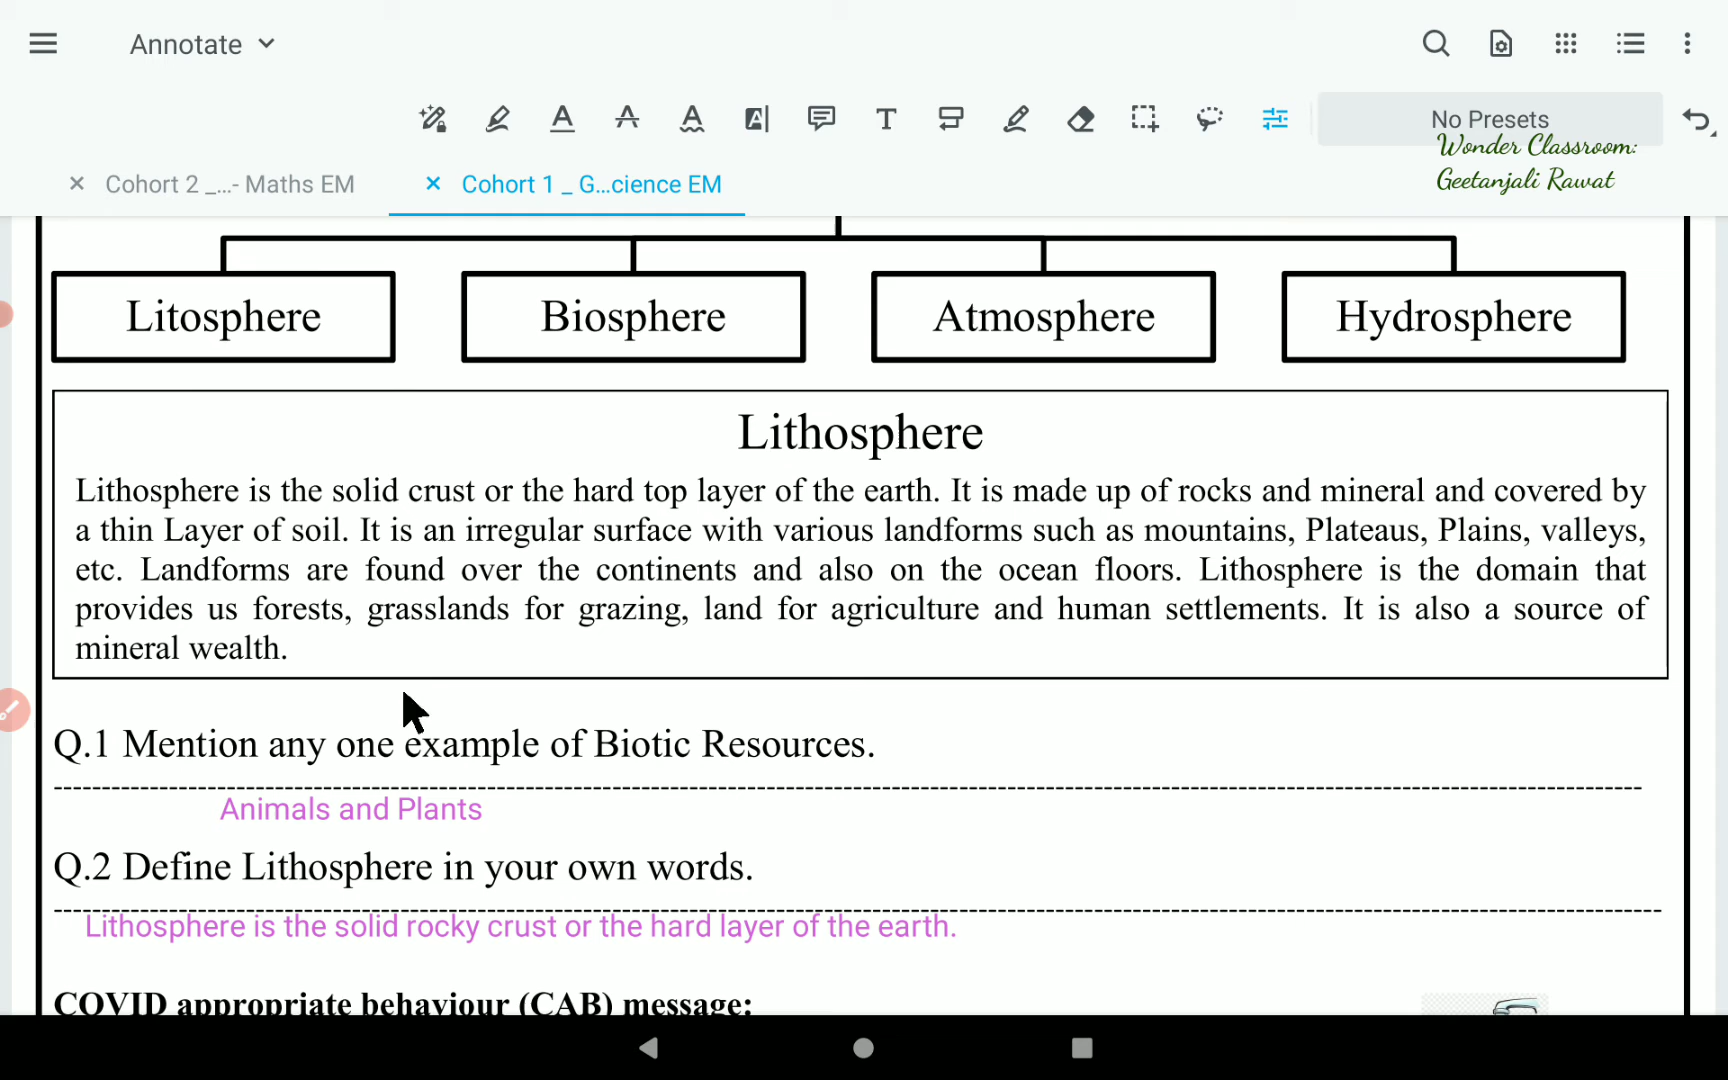 Annotate
No Presets
Wonder Classroom:
Geetanjali Rawat
Cohort 2 _...- Maths EM
Cohort 1 _ G...cience EM
Litosphere
Biosphere
Atmosphere
Hydrosphere
Lithosphere
Lithosphere is the solid crust or the hard top layer of the earth. It is made up of rocks and mineral and covered by
a thin Layer of soil. It is an irregular surface with various landforms such as mountains, Plateaus, Plains, valleys,
etc. Landforms are found over the continents and also on the ocean floors. Lithosphere is the domain that
provides us forests, grasslands for grazing, land for agriculture and human settlements. It is also a source of
mineral wealth.
Q.1 Mention any one example of Biotic Resources.
Animals and Plants
Q.2 Define Lithosphere in your own words.
Lithosphere is the solid rocky crust or the hard layer of the earth.
COVID appropriate behaviour (CAB) message: